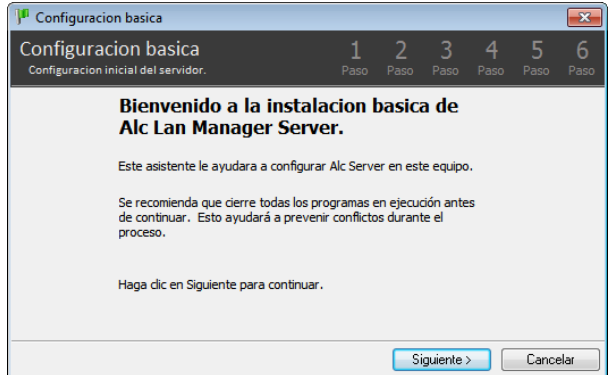 Configuracion basica
Configuracion basica
Configuracion inicial del servidor.
1 2 3 4 5 6
Paso Paso Paso Paso Paso Paso
Bienvenido a la instalacion basica de
Alc Lan Manager Server.
Este asistente le ayudara a configurar Alc Server en este equipo.
Se recomienda que cierre todas los programas en ejecución antes
de continuar. Esto ayudará a prevenir conflictos durante el
proceso.
Haga clic en Siguiente para continuar.
Siguiente >
Cancelar